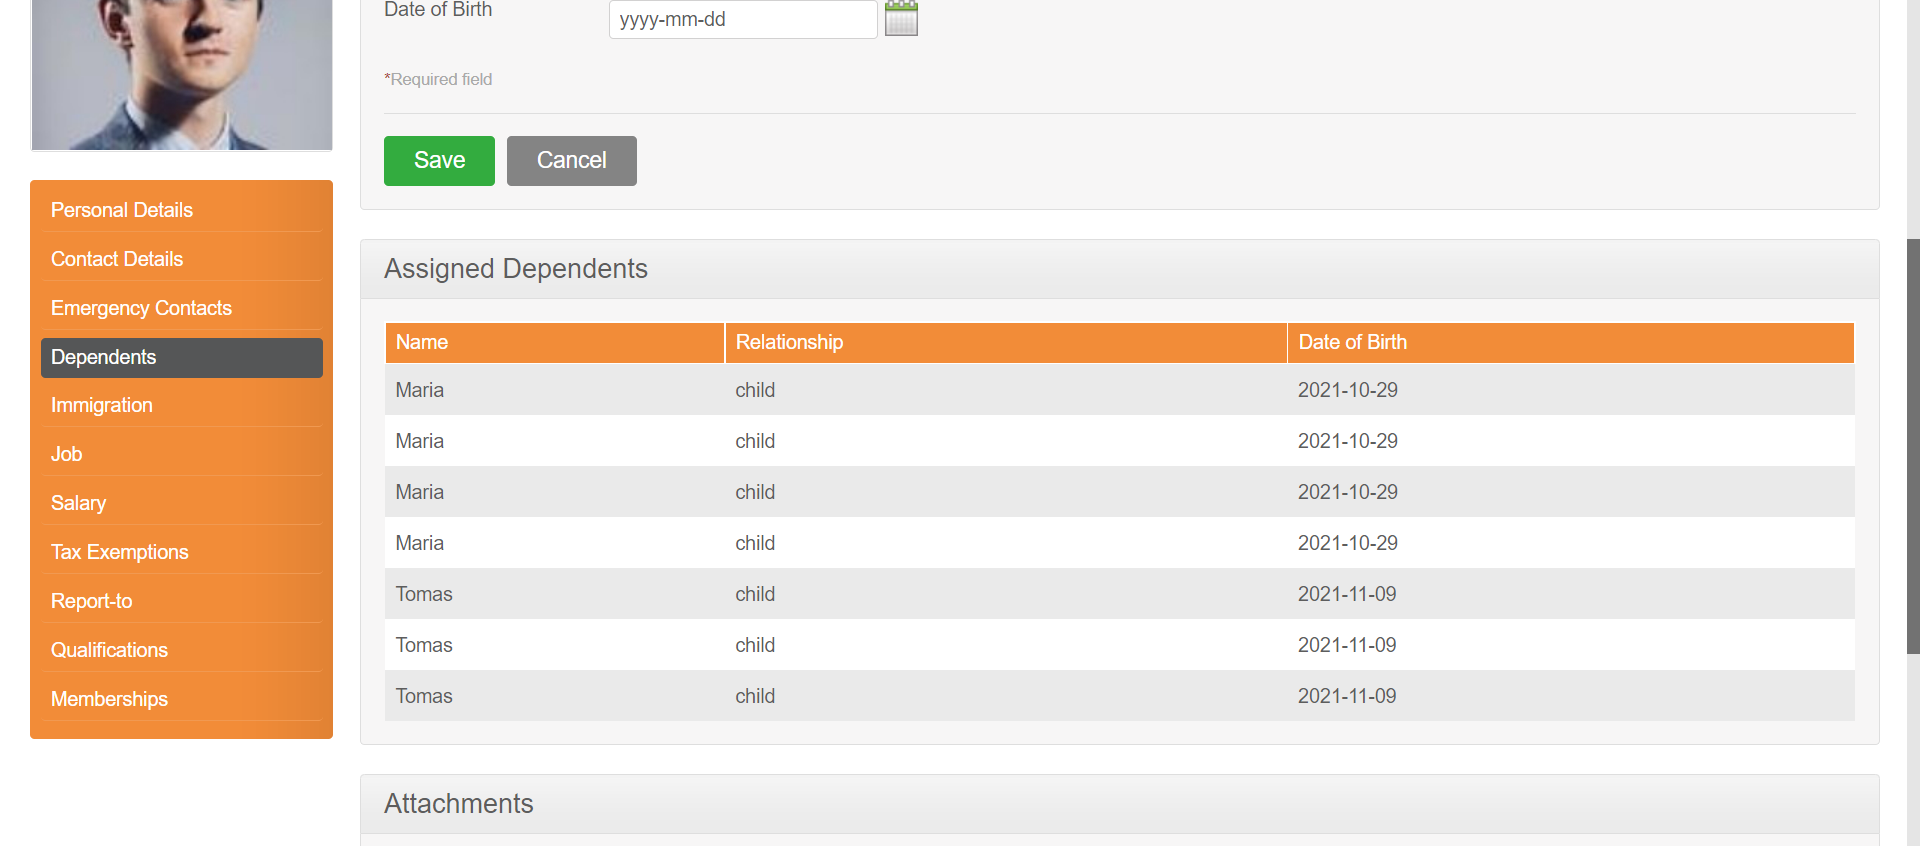 Date of Birth
yyyy-mm-dd
*Required field
Save Cancel
Personal Details
Contact Details
Emergency Contacts
Dependents
Immigration
Job
Salary
Tax Exemptions
Report-to
Qualifications
Memberships
Assigned Dependents
Name Relationship Date of Birth
Maria child 2021-10-29
Maria child 2021-10-29
Maria child 2021-10-29
Maria child 2021-10-29
Tomas child 2021-11-09
Tomas child 2021-11-09
Tomas child 2021-11-09
Attachments